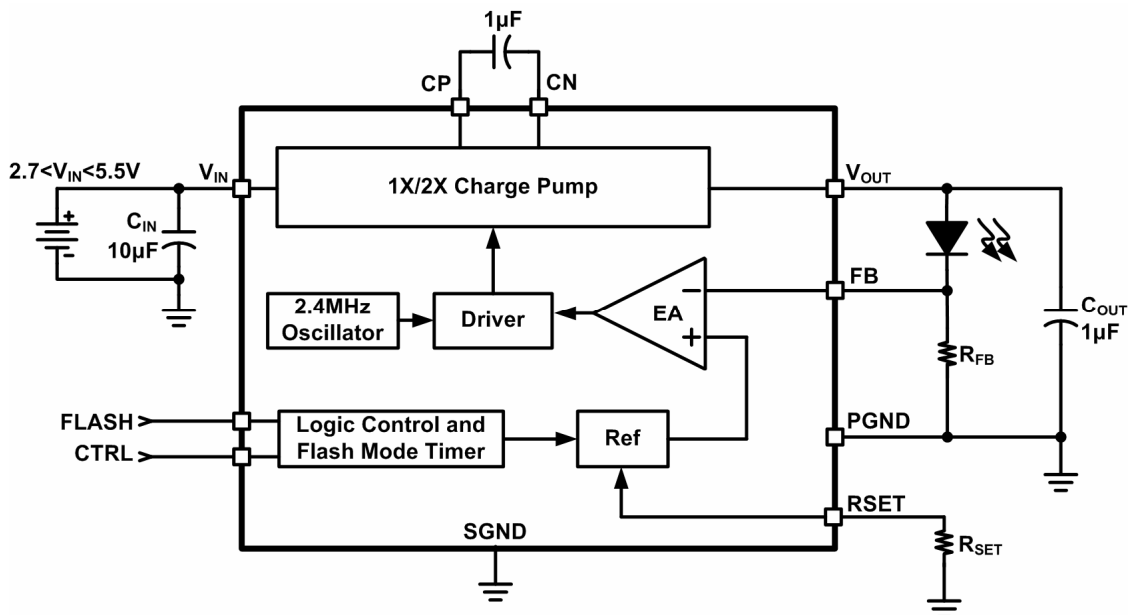 1µF
CP
CN
2.7<VIN<5.5V
VIN
1X/2X Charge Pump
VOUT
+
-
CIN
10µF
2.4MHz
Oscillator
Driver
EA
−
+
FB
COUT
1µF
RFB
FLASH
CTRL
Logic Control and
Flash Mode Timer
Ref
PGND
RSET
SGND
RSET